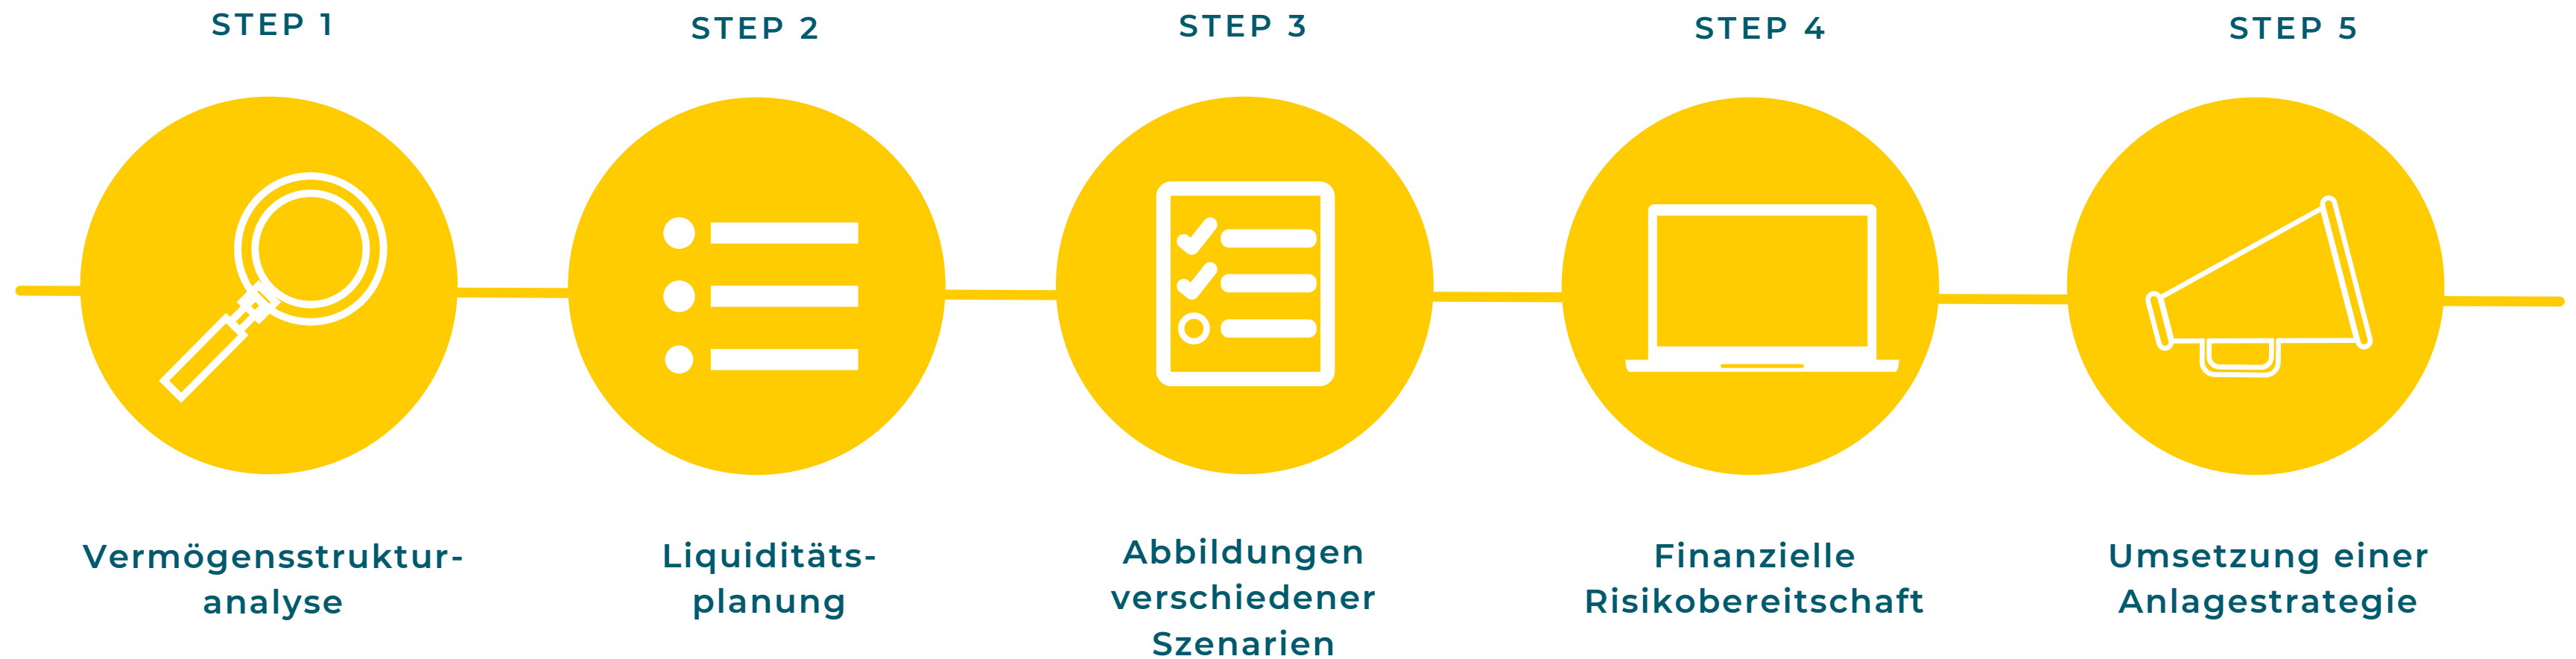 STEP 1
Vermögensstruktur-
analyse
STEP 2
Liquiditäts-
planung
STEP 3
Abbildungen
verschiedener
Szenarien
STEP 4
Finanzielle
Risikobereitschaft
STEP 5
Umsetzung einer
Anlagestrategie